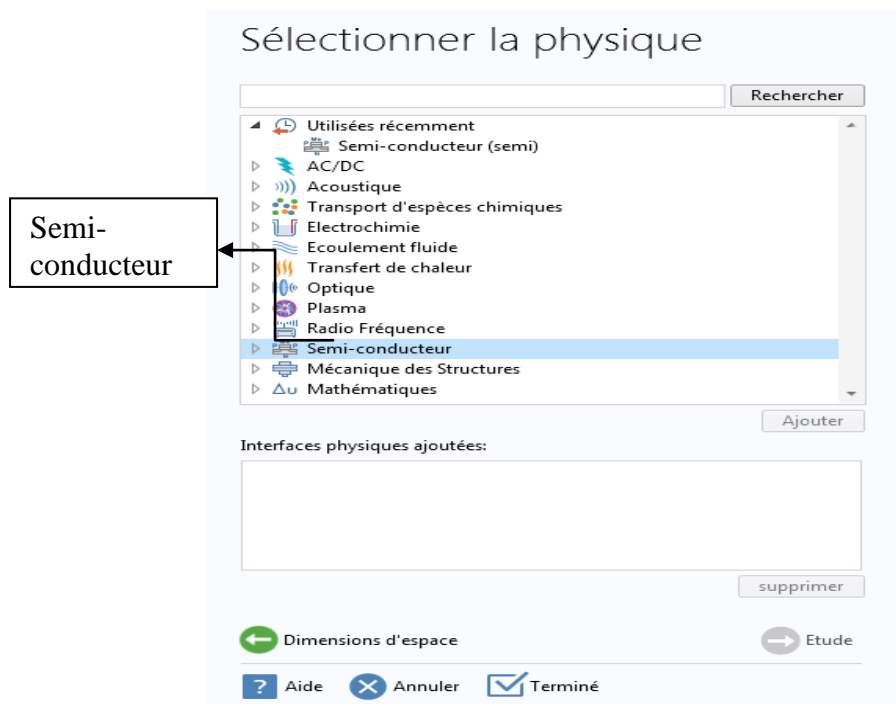 Sélectionner la physique
Rechercher
Utilisées récemment
Semi-conducteur (semi)
AC/DC
Acoustique
Transport d'espèces chimiques
Electrochimie
Ecoulement fluide
Transfert de chaleur
Optique
Plasma
Radio Fréquence
Semi-conducteur
Mécanique des Structures
Δu Mathématiques
Semi-
conducteur
Ajouter
Interfaces physiques ajoutées:
supprimer
Dimensions d'espace
Etude
? Aide
Annuler
Terminé